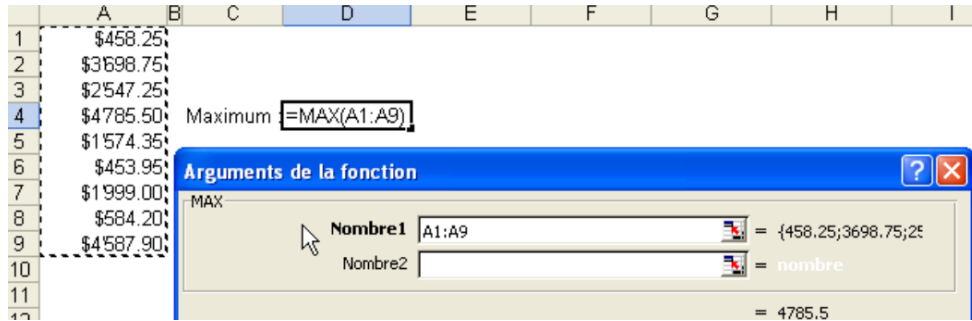 A B C D E F G H I
1 $458.25
2 $3'698.75
3 $2'547.25
4 $4'785.50 Maximum : =MAX(A1:A9)
5 $1'574.35
6 $453.95
7 $1'999.00
8 $584.20
9 $4'587.90
10
11
12
Arguments de la fonction
MAX
Nombre1 A1:A9 = {458.25;3698.75;25
Nombre2 = nombre
= 4785.5